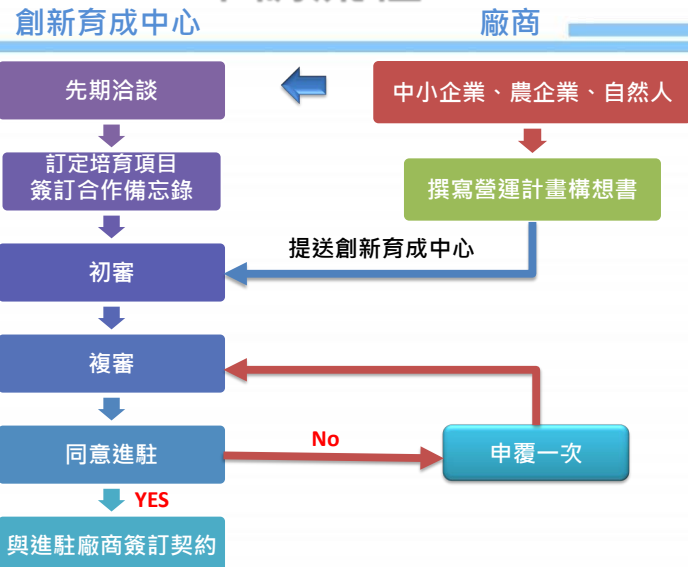 創新育成中心
廠商
先期洽談
中小企業、農企業、自然人
訂定培育項目
簽訂合作備忘錄
撰寫營運計畫構想書
提送創新育成中心
初審
複審
No
同意進駐
申覆一次
YES
與進駐廠商簽訂契約